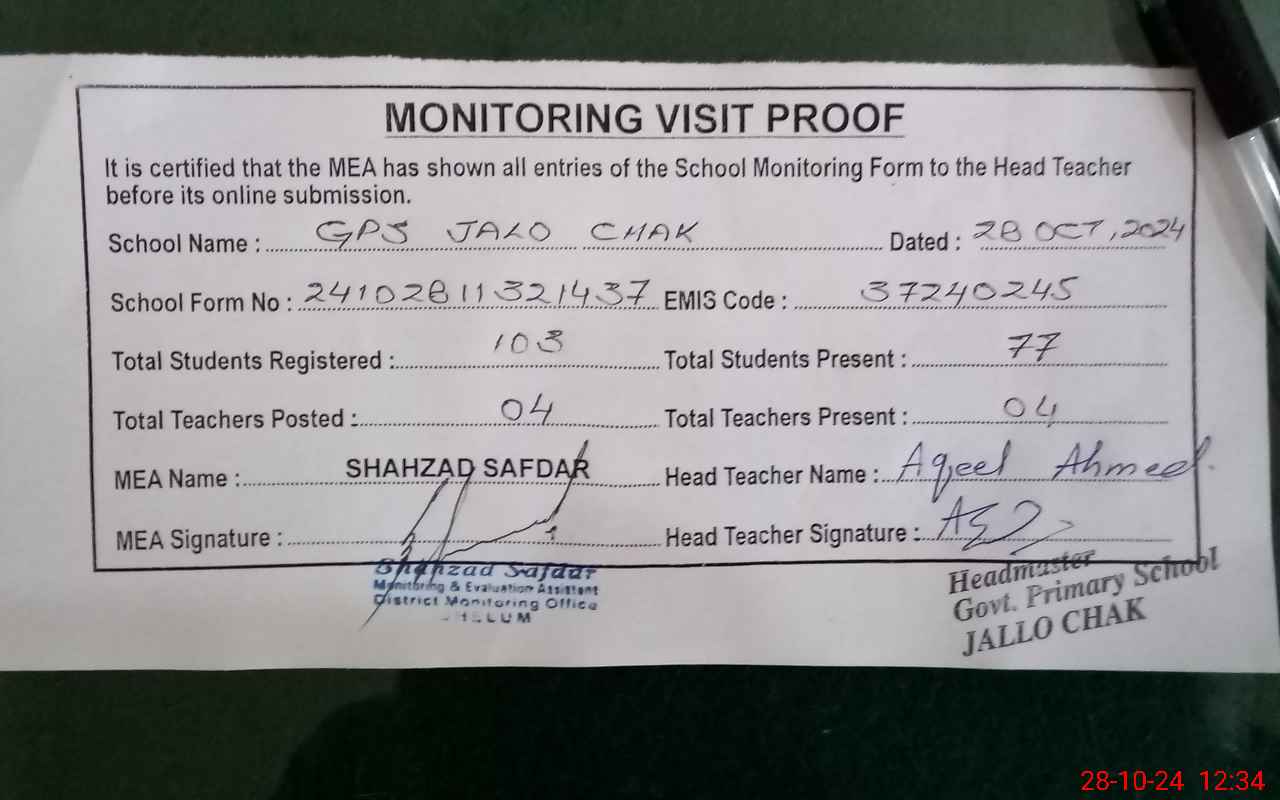 MONITORING VISIT PROOF
It is certified that the MEA has shown all entries of the School Monitoring Form to the Head Teacher
before its online submission.
School Name : GPS JALO CHAK Dated : 28 OCT, 2024
School Form No : 24102811321437 EMIS Code : 37240245
Total Students Registered : 103 Total Students Present : 77
Total Teachers Posted : 04 Total Teachers Present : 04
MEA Name : SHAHZAD SAFDAR Head Teacher Name : Aqeel Ahmed.
MEA Signature : Head Teacher Signature :
Shahzad Safdar
Monitoring & Evaluation Assistant
District Monitoring Office
Headmaster
Govt. Primary School
JALLO CHAK
28-10-24 12:34